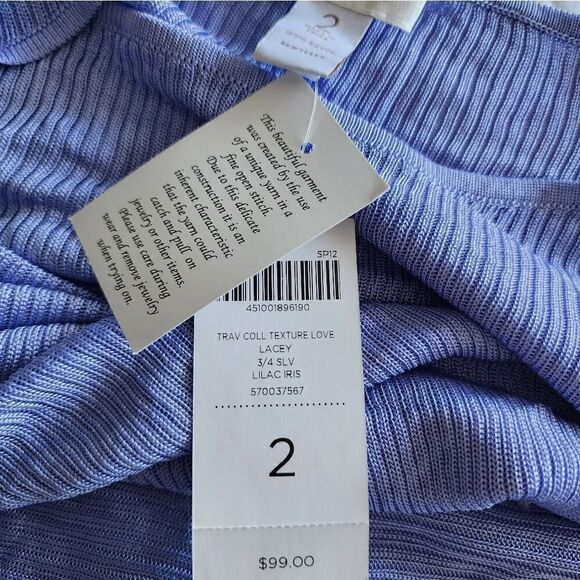 2
100% RAYON
This beautiful garment
was created by the use
of a unique yarn in a
fine open stitch.
Due to this delicate
construction it is an
inherent characteristic
that the yarn could
catch and pull on
jewelry or other items.
Please use care during
wear and remove jewelry
when trying on.
SP12
451001896190
TRAV COLL TEXTURE LOVE
LACEY
3/4 SLV
LILAC IRIS
570037567
2
$99.00